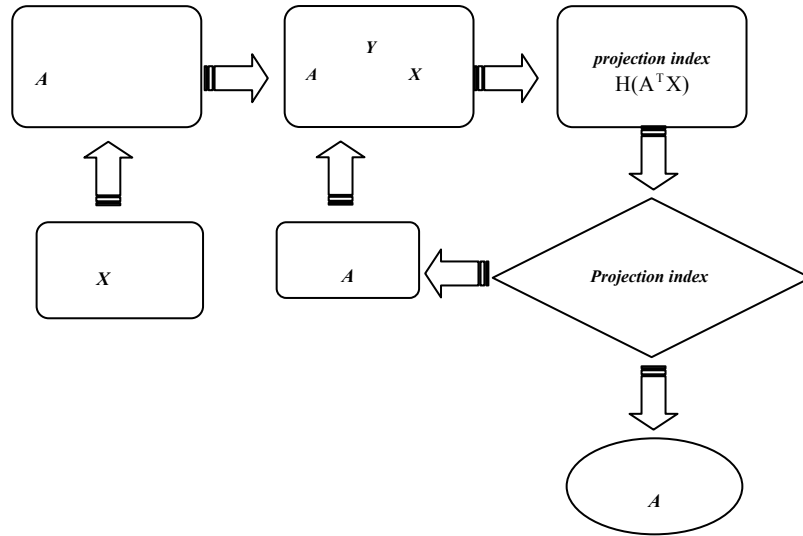 A
Y
A X
projection index
H(A^T X)
X
A
Projection index
A